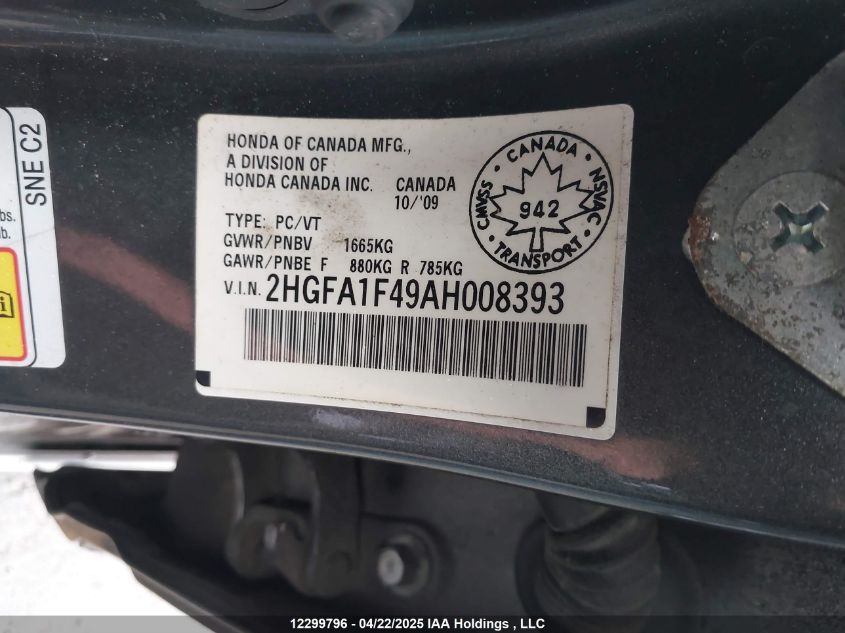 SNE C2
bs.
b.
HONDA OF CANADA MFG.,
A DIVISION OF
HONDA CANADA INC. CANADA
10/'09
TYPE: PC/VT
GVWR/PNBV 1665KG
GAWR/PNBE F 880KG R 785KG
V.I.N. 2HGFA1F49AH008393
CANADA • NSVAC • TRANSPORT • CMVSS •
942
12299796 - 04/22/2025 IAA Holdings , LLC